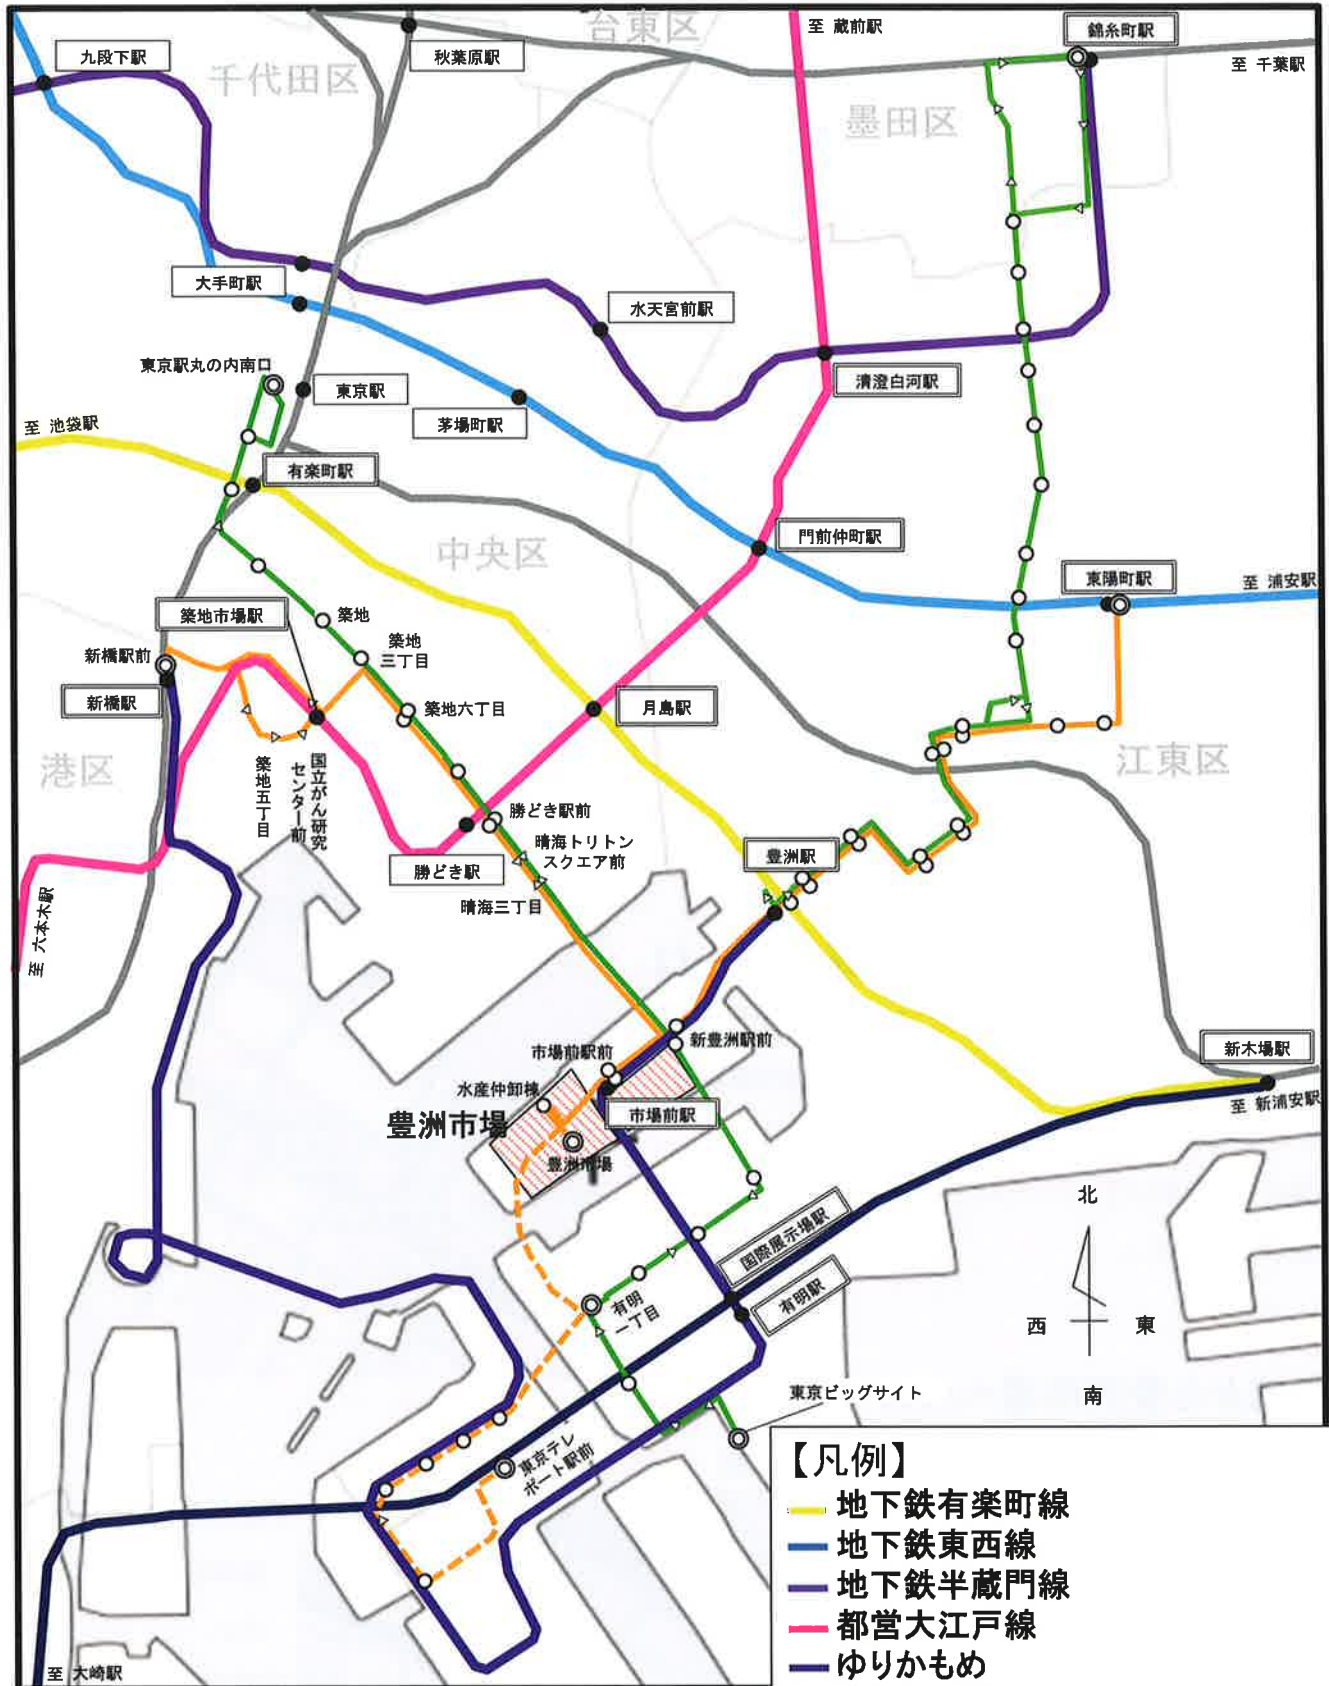 台東区
至 蔵前駅
錦糸町駅
九段下駅
秋葉原駅
至 千葉駅
千代田区
墨田区
大手町駅
水天宮前駅
東京駅丸の内南口
東京駅
清澄白河駅
茅場町駅
至 池袋駅
有楽町駅
門前仲町駅
中央区
東陽町駅
至 浦安駅
築地市場駅
築地
築地
三丁目
新橋駅前
新橋駅
築地六丁目
月島駅
港区
江東区
築地五丁目
国立がん研究
センター前
勝どき駅前
晴海トリトン
スクエア前
勝どき駅
豊洲駅
晴海三丁目
至 六本木駅
新豊洲駅前
市場前駅前
新木場駅
水産仲卸棟
至 新浦安駅
豊洲市場
市場前駅
豊洲市場
北
国際展示場駅
有明
一丁目
有明駅
西
東
南
東京ビッグサイト
東京テレ
ポート駅前
【凡例】
地下鉄有楽町線
地下鉄東西線
地下鉄半蔵門線
都営大江戸線
ゆりかもめ
至 大崎駅